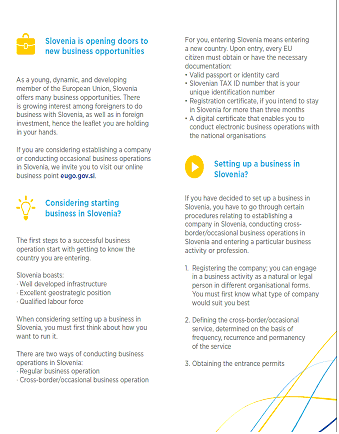 Slovenia is opening doors to
new business opportunities
As a young, dynamic, and developing
member of the European Union, Slovenia
offers many business opportunities. There
is growing interest among foreigners to do
business with Slovenia, as well as in foreign
investment, hence the leaflet you are holding
in your hands.
If you are considering establishing a company
or conducting occasional business operations
in Slovenia, we invite you to visit our online
business point eugo.gov.si.
Considering starting
business in Slovenia?
The first steps to a successful business
operation start with getting to know the
country you are entering.
Slovenia boasts:
· Well developed infrastructure
· Excellent geostrategic position
· Qualified labour force
When considering setting up a business in
Slovenia, you must first think about how you
want to run it.
There are two ways of conducting business
operations in Slovenia:
· Regular business operation
· Cross-border/occasional business operation
For you, entering Slovenia means entering
a new country. Upon entry, every EU
citizen must obtain or have the necessary
documentation:
• Valid passport or identity card
• Slovenian TAX ID number that is your
unique identification number
• Registration certificate, if you intend to stay
in Slovenia for more than three months
• A digital certificate that enables you to
conduct electronic business operations with
the national organisations
Setting up a business in
Slovenia?
If you have decided to set up a business in
Slovenia, you have to go through certain
procedures relating to establishing a
company in Slovenia, conducting cross-
border/occasional business operations in
Slovenia and entering a particular business
activity or profession.
1. Registering the company; you can engage
in a business activity as a natural or legal
person in different organisational forms.
You must first know what type of company
would suit you best
2. Defining the cross-border/occasional
service, determined on the basis of
frequency, recurrence and permanency
of the service
3. Obtaining the entrance permits